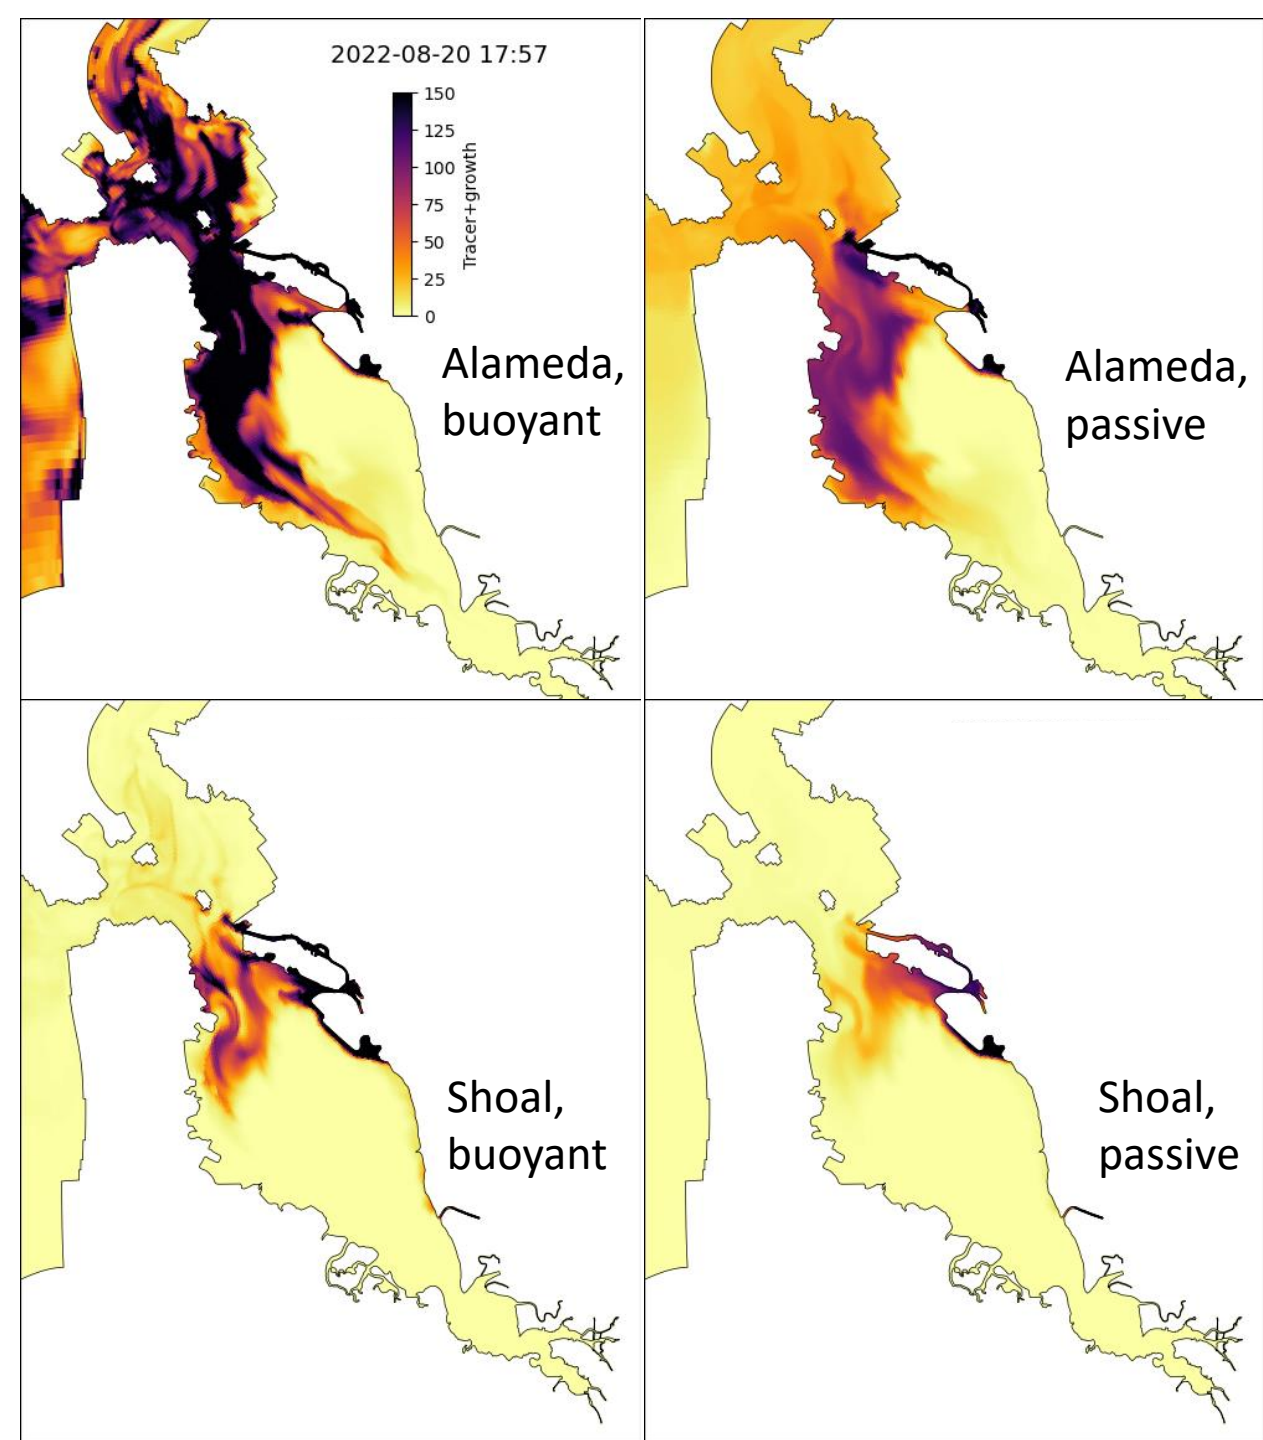 2022-08-20 17:57
150
125
100
75
50
25
0
Tracer+growth
Alameda,
buoyant
Alameda,
passive
Shoal,
buoyant
Shoal,
passive